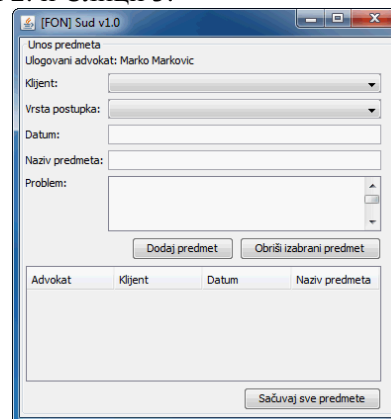 [FON] Sud v1.0
Unos predmeta
Ulogovani advokat: Marko Markovic
Klijent:
Vrsta postupka:
Datum:
Naziv predmeta:
Problem:
Dodaj predmet Obriši izabrani predmet
Advokat Klijent Datum Naziv predmeta
Sačuvaj sve predmete